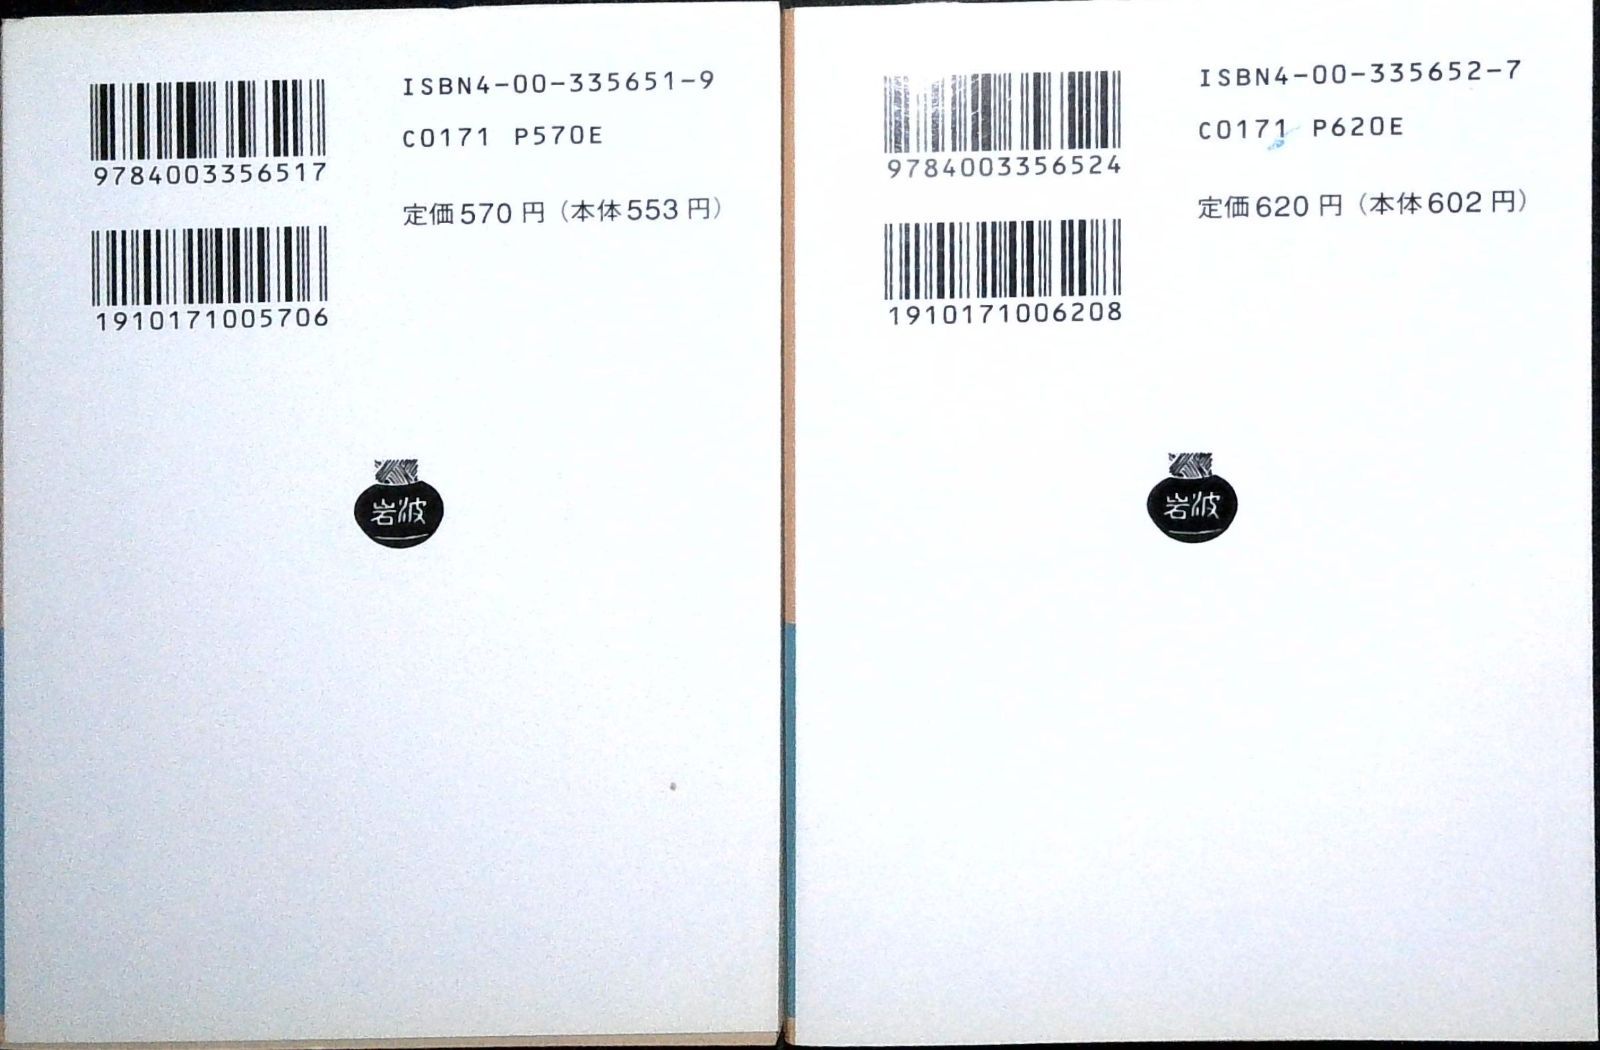 9784003356517
1910171005706
ISBN4-00-335651-9
C0171 P570E
定価570円（本体553円）
岩波
9784003356524
1910171006208
ISBN4-00-335652-7
C0171 P620E
定価620円（本体602円）
岩波